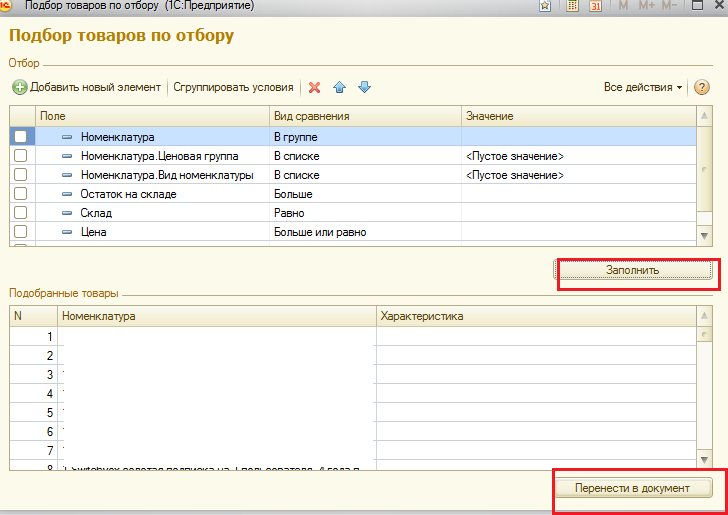 Подбор товаров по отбору (1С:Предприятие)
M M+ M-
31
Подбор товаров по отбору
Отбор
Добавить новый элемент Сгруппировать условия Все действия ?
Поле Вид сравнения Значение
Номенклатура В группе
Номенклатура.Ценовая группа В списке <Пустое значение>
Номенклатура.Вид номенклатуры В списке <Пустое значение>
Остаток на складе Больше
Склад Равно
Цена Больше или равно
Заполнить
Подобранные товары
N Номенклатура Характеристика
1
2
3
4
5
6
7
8
Перенести в документ